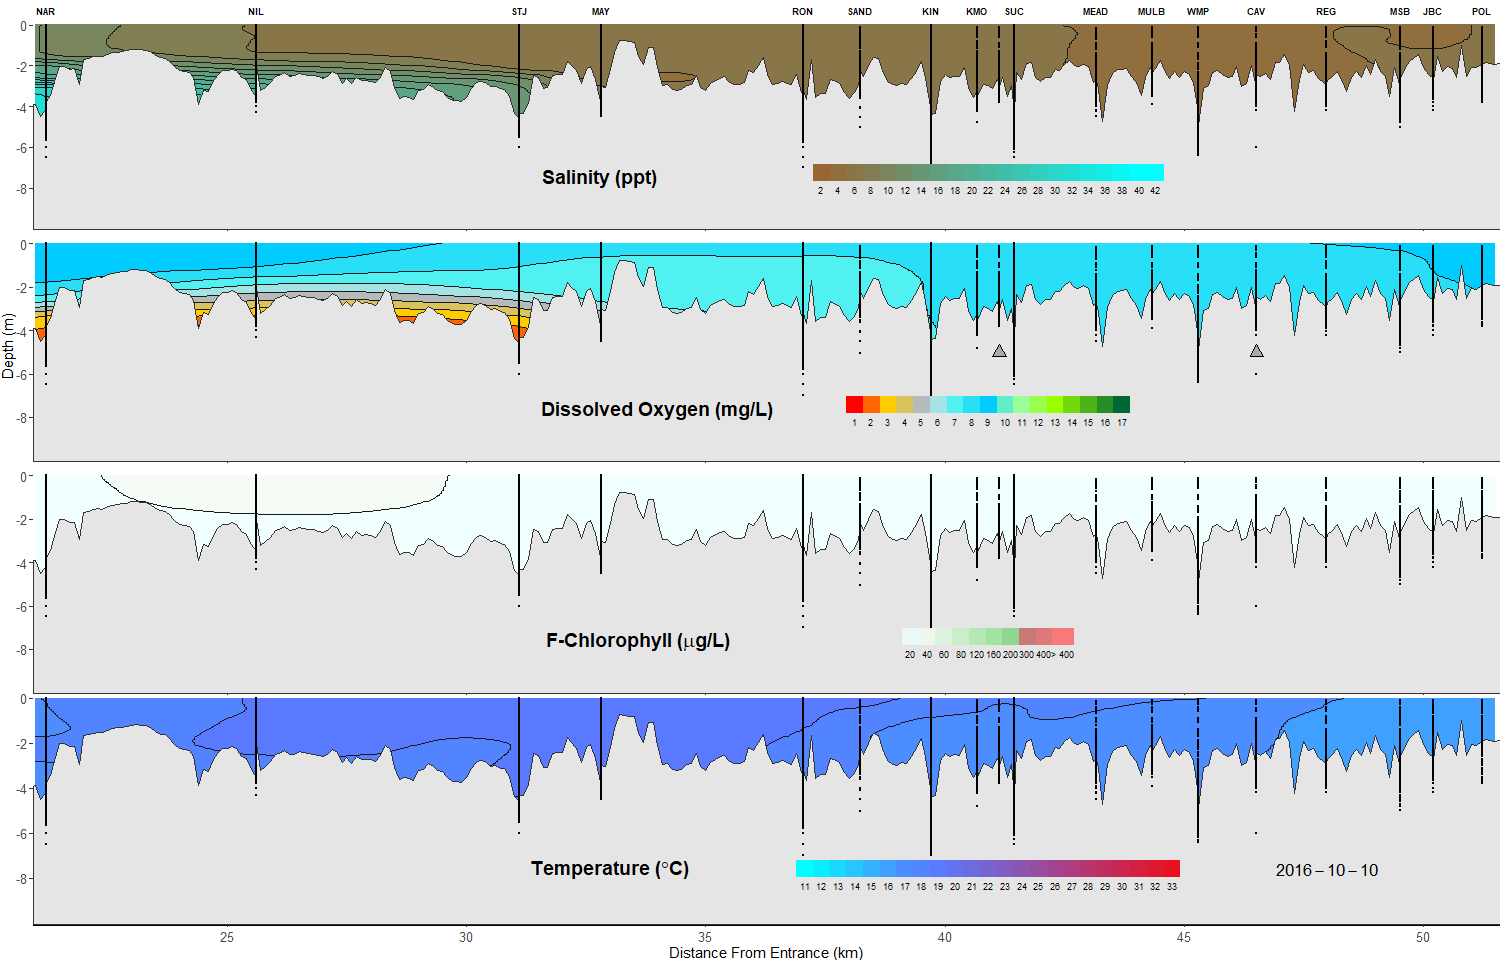 NAR NIL STJ MAY RON SAND KIN KMO SUC MEAD MULB WMP CAV REG MSB JBC POL
0
-2
-4
-6
-8
Salinity (ppt)
2 4 6 8 10 12 14 16 18 20 22 24 26 28 30 32 34 36 38 40 42
0
-2
-4
-6
-8
Depth (m)
Dissolved Oxygen (mg/L)
1 2 3 4 5 6 7 8 9 10 11 12 13 14 15 16 17
0
-2
-4
-6
-8
F-Chlorophyll (μg/L)
20 40 60 80 120 160 200 300 400> 400
0
-2
-4
-6
-8
Temperature (°C)
11 12 13 14 15 16 17 18 19 20 21 22 23 24 25 26 27 28 29 30 31 32 33
2016 – 10 – 10
25 30 35 40 45 50
Distance From Entrance (km)